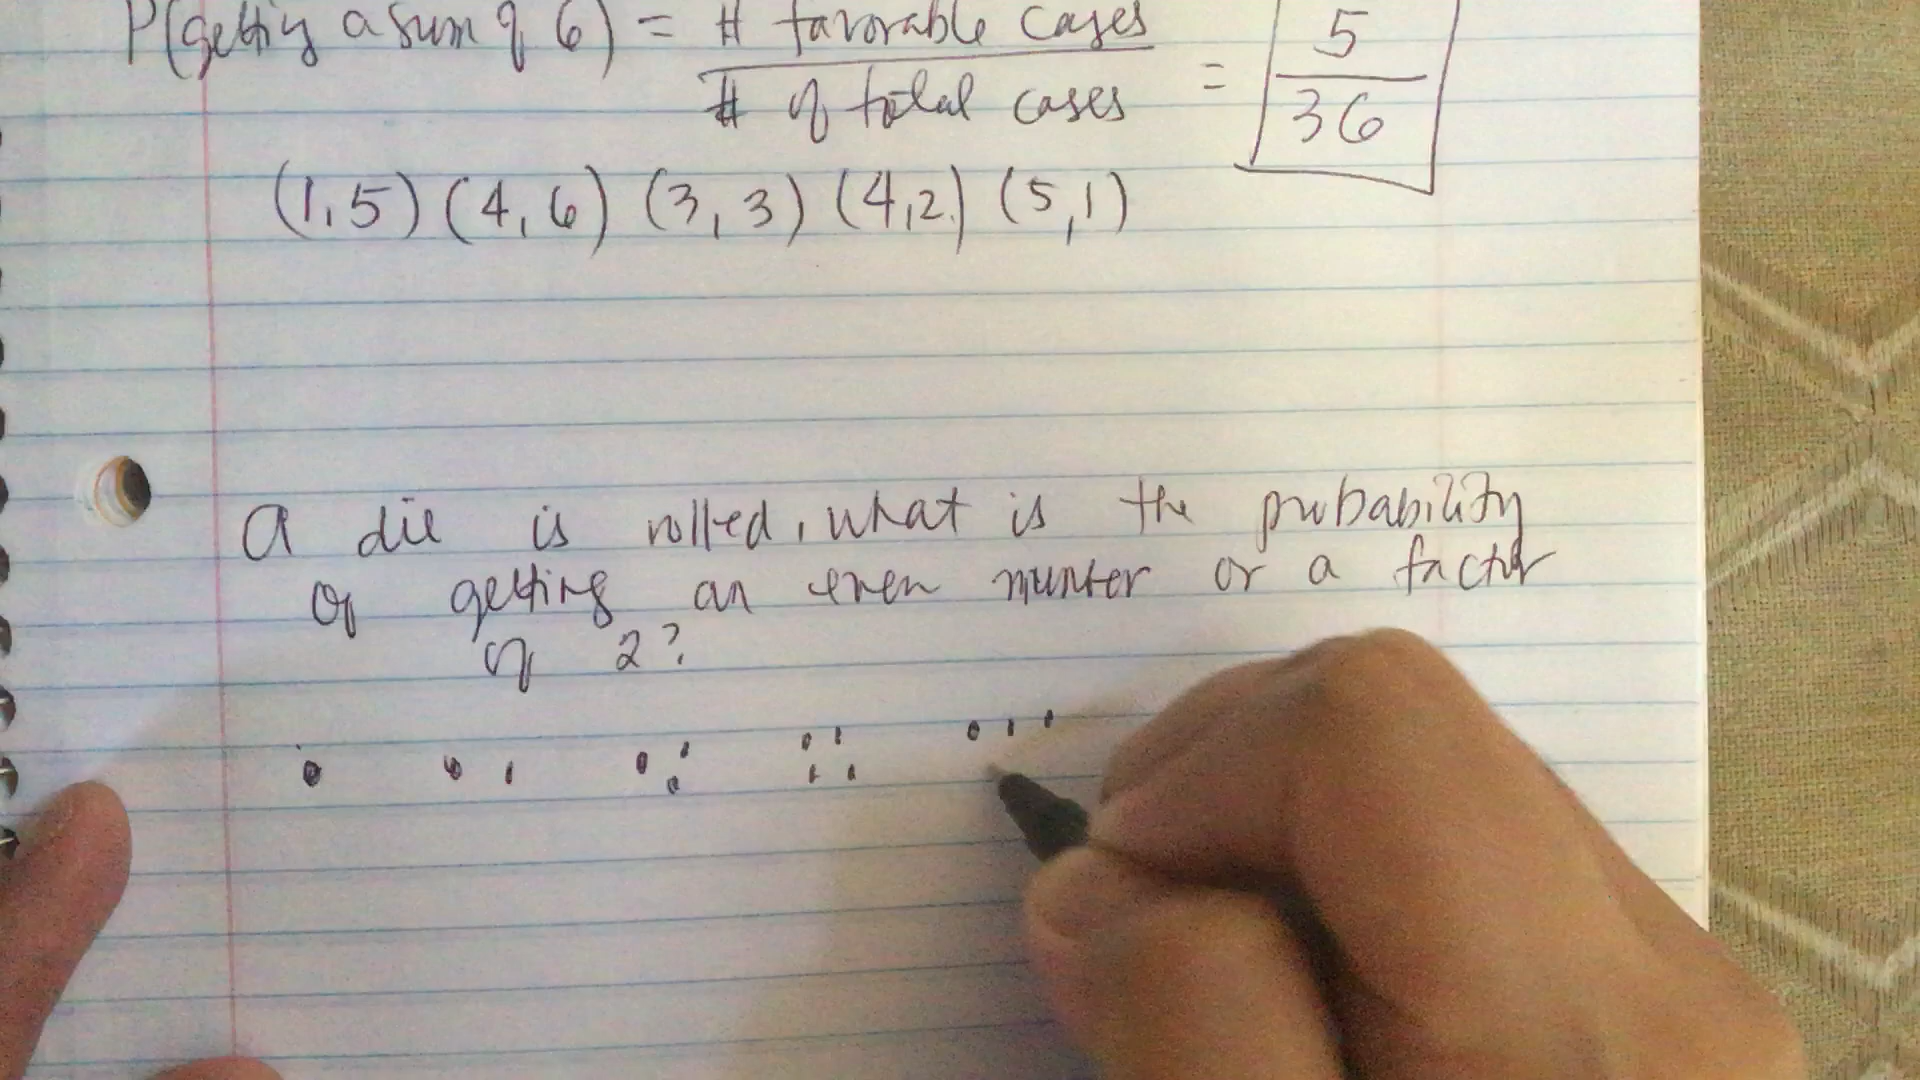 P(getting a sum of 6) = # favorable cases / # of total cases = 5/36
(1,5) (4,6) (3,3) (4,2) (5,1)
A die is rolled, what is the probability
of getting an even number or a factor
of 2?